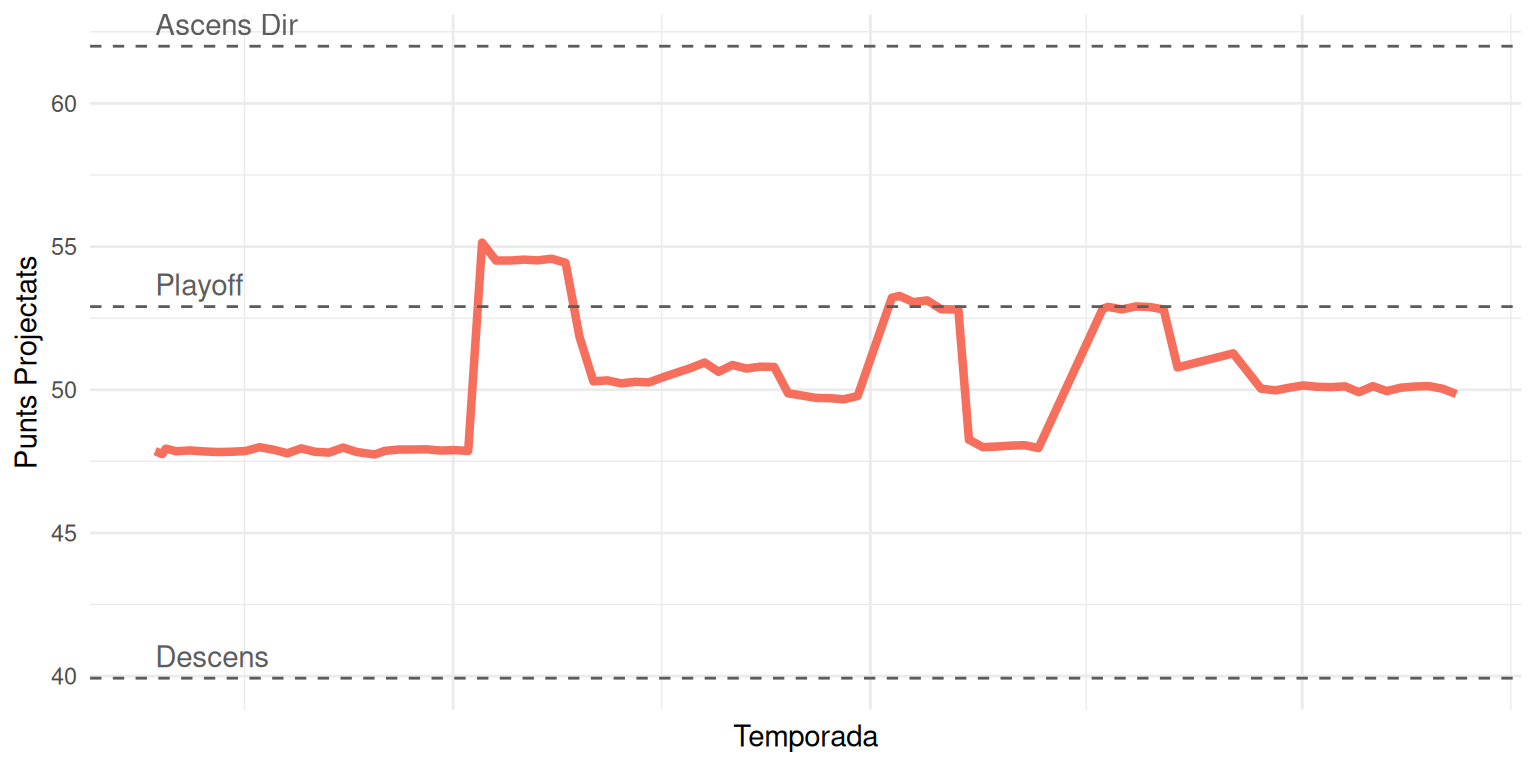 Ascens Dir
60
55
Playoff
50
45
Descens
40
Punts Projectats
Temporada